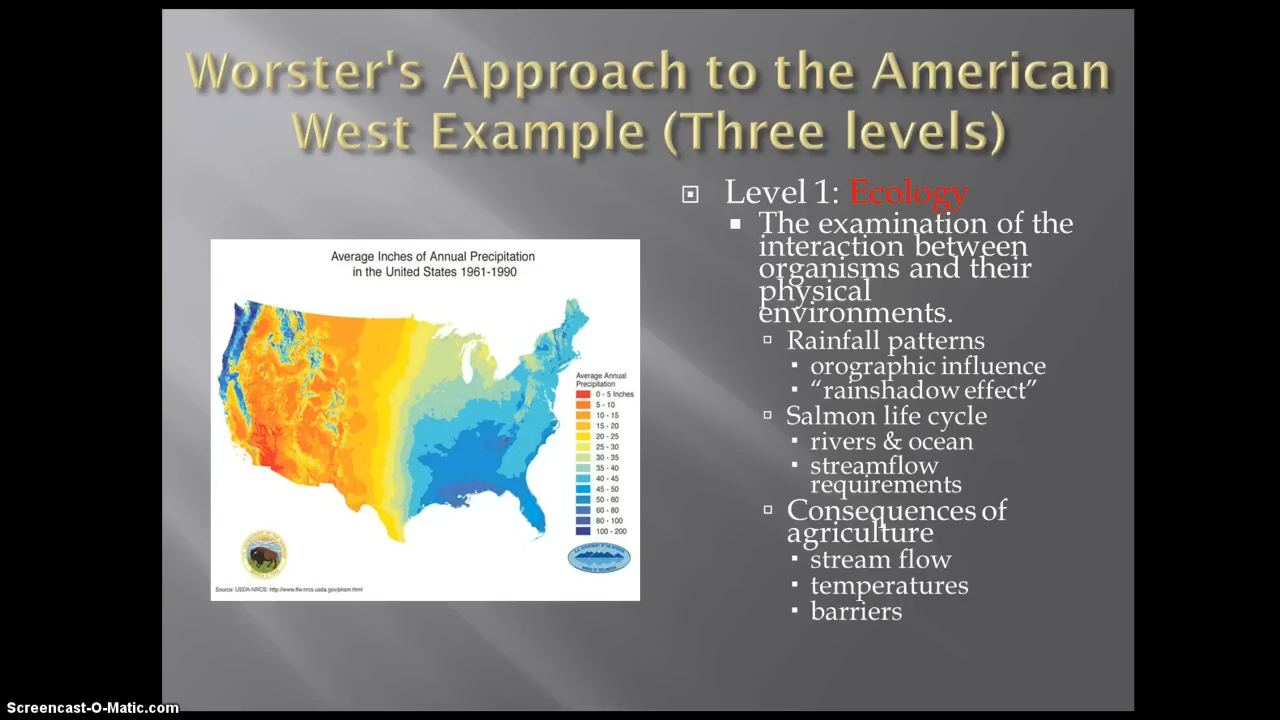 Worster's Approach to the American
West Example (Three levels)
Level 1: Ecology
The examination of the
interaction between
organisms and their
physical
environments.
Rainfall patterns
orographic influence
“rainshadow effect”
Salmon life cycle
rivers & ocean
streamflow
requirements
Consequences of
agriculture
stream flow
temperatures
barriers
Average Inches of Annual Precipitation
in the United States 1961-1990
Average Annual
Precipitation
0 - 5 Inches
5 - 10
10 - 15
15 - 20
20 - 25
25 - 30
30 - 35
35 - 40
40 - 45
45 - 50
50 - 60
60 - 80
80 - 100
100 - 200
Source: USDA-NRCS: http://www.ftw-nrcs.usda.gov/prism.html
Screencast-O-Matic.com